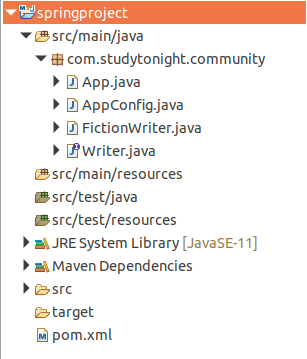 springproject
src/main/java
com.studytonight.community
App.java
AppConfig.java
FictionWriter.java
Writer.java
src/main/resources
src/test/java
src/test/resources
JRE System Library [JavaSE-11]
Maven Dependencies
src
target
pom.xml